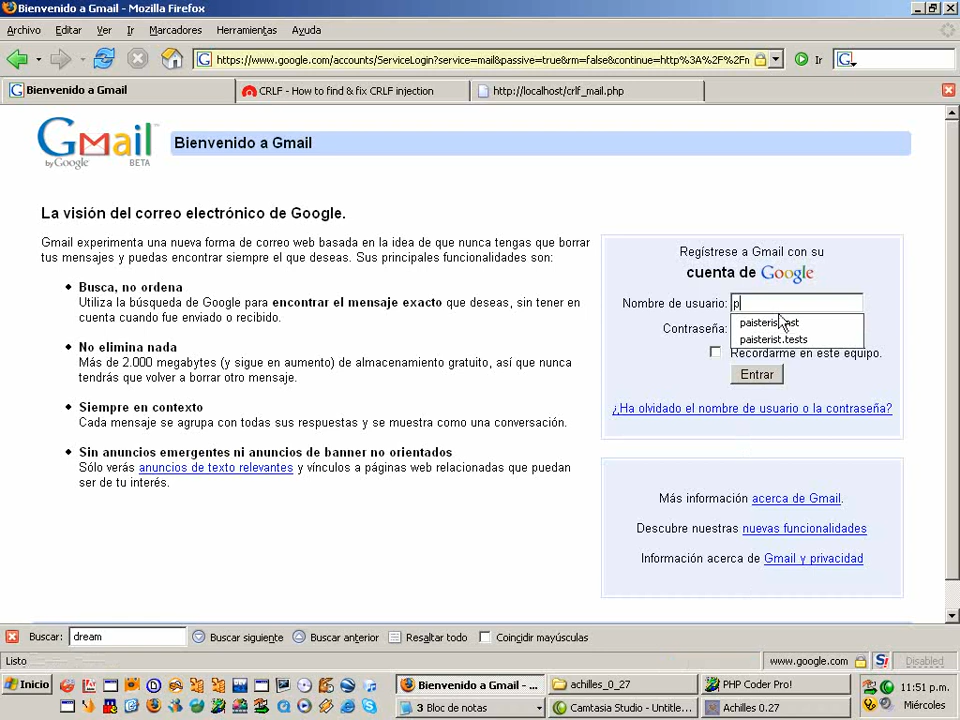 Bienvenido a Gmail - Mozilla Firefox
Archivo Editar Ver Ir Marcadores Herramientas Ayuda
https://www.google.com/accounts/ServiceLogin?service=mail&passive=true&rm=false&continue=http%3A%2F%2Fm
Ir
Bienvenido a Gmail
CRLF - How to find & fix CRLF injection
http://localhost/crlf_mail.php
Gmail
by Google
BETA
Bienvenido a Gmail
La visión del correo electrónico de Google.
Gmail experimenta una nueva forma de correo web basada en la idea de que nunca tengas que borrar
tus mensajes y puedas encontrar siempre el que deseas. Sus principales funcionalidades son:
Busca, no ordena
Utiliza la búsqueda de Google para encontrar el mensaje exacto que deseas, sin tener en
cuenta cuando fue enviado o recibido.
No elimina nada
Más de 2.000 megabytes (y sigue en aumento) de almacenamiento gratuito, así que nunca
tendrás que volver a borrar otro mensaje.
Siempre en contexto
Cada mensaje se agrupa con todas sus respuestas y se muestra como una conversación.
Sin anuncios emergentes ni anuncios de banner no orientados
Sólo verás anuncios de texto relevantes y vínculos a páginas web relacionadas que puedan
ser de tu interés.
Regístrese a Gmail con su
cuenta de Google
Nombre de usuario: p
paisterist.tests
Contraseña:
Recordarme en este equipo.
Entrar
¿Ha olvidado el nombre de usuario o la contraseña?
Más información acerca de Gmail.
Descubre nuestras nuevas funcionalidades
Información acerca de Gmail y privacidad
Buscar: dream Buscar siguiente Buscar anterior Resaltar todo Coincidir mayúsculas
Listo
www.google.com
Disabled
Inicio
Bienvenido a Gmail - ...
achilles_0_27
PHP Coder Pro!
11:51 p.m.
3 Bloc de notas
Camtasia Studio - Untitle...
Achilles 0.27
Miércoles